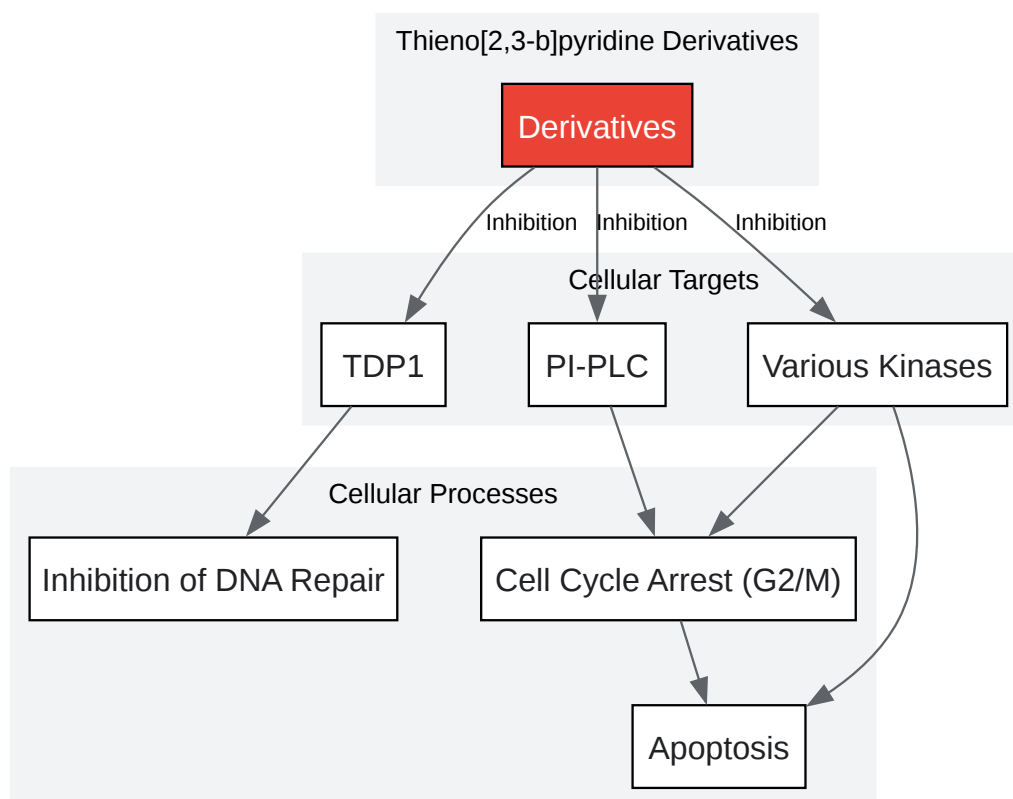 Thieno[2,3-b]pyridine Derivatives
Derivatives
Inhibition
Inhibition
Inhibition
Cellular Targets
TDP1
PI-PLC
Various Kinases
Cellular Processes
Inhibition of DNA Repair
Cell Cycle Arrest (G2/M)
Apoptosis